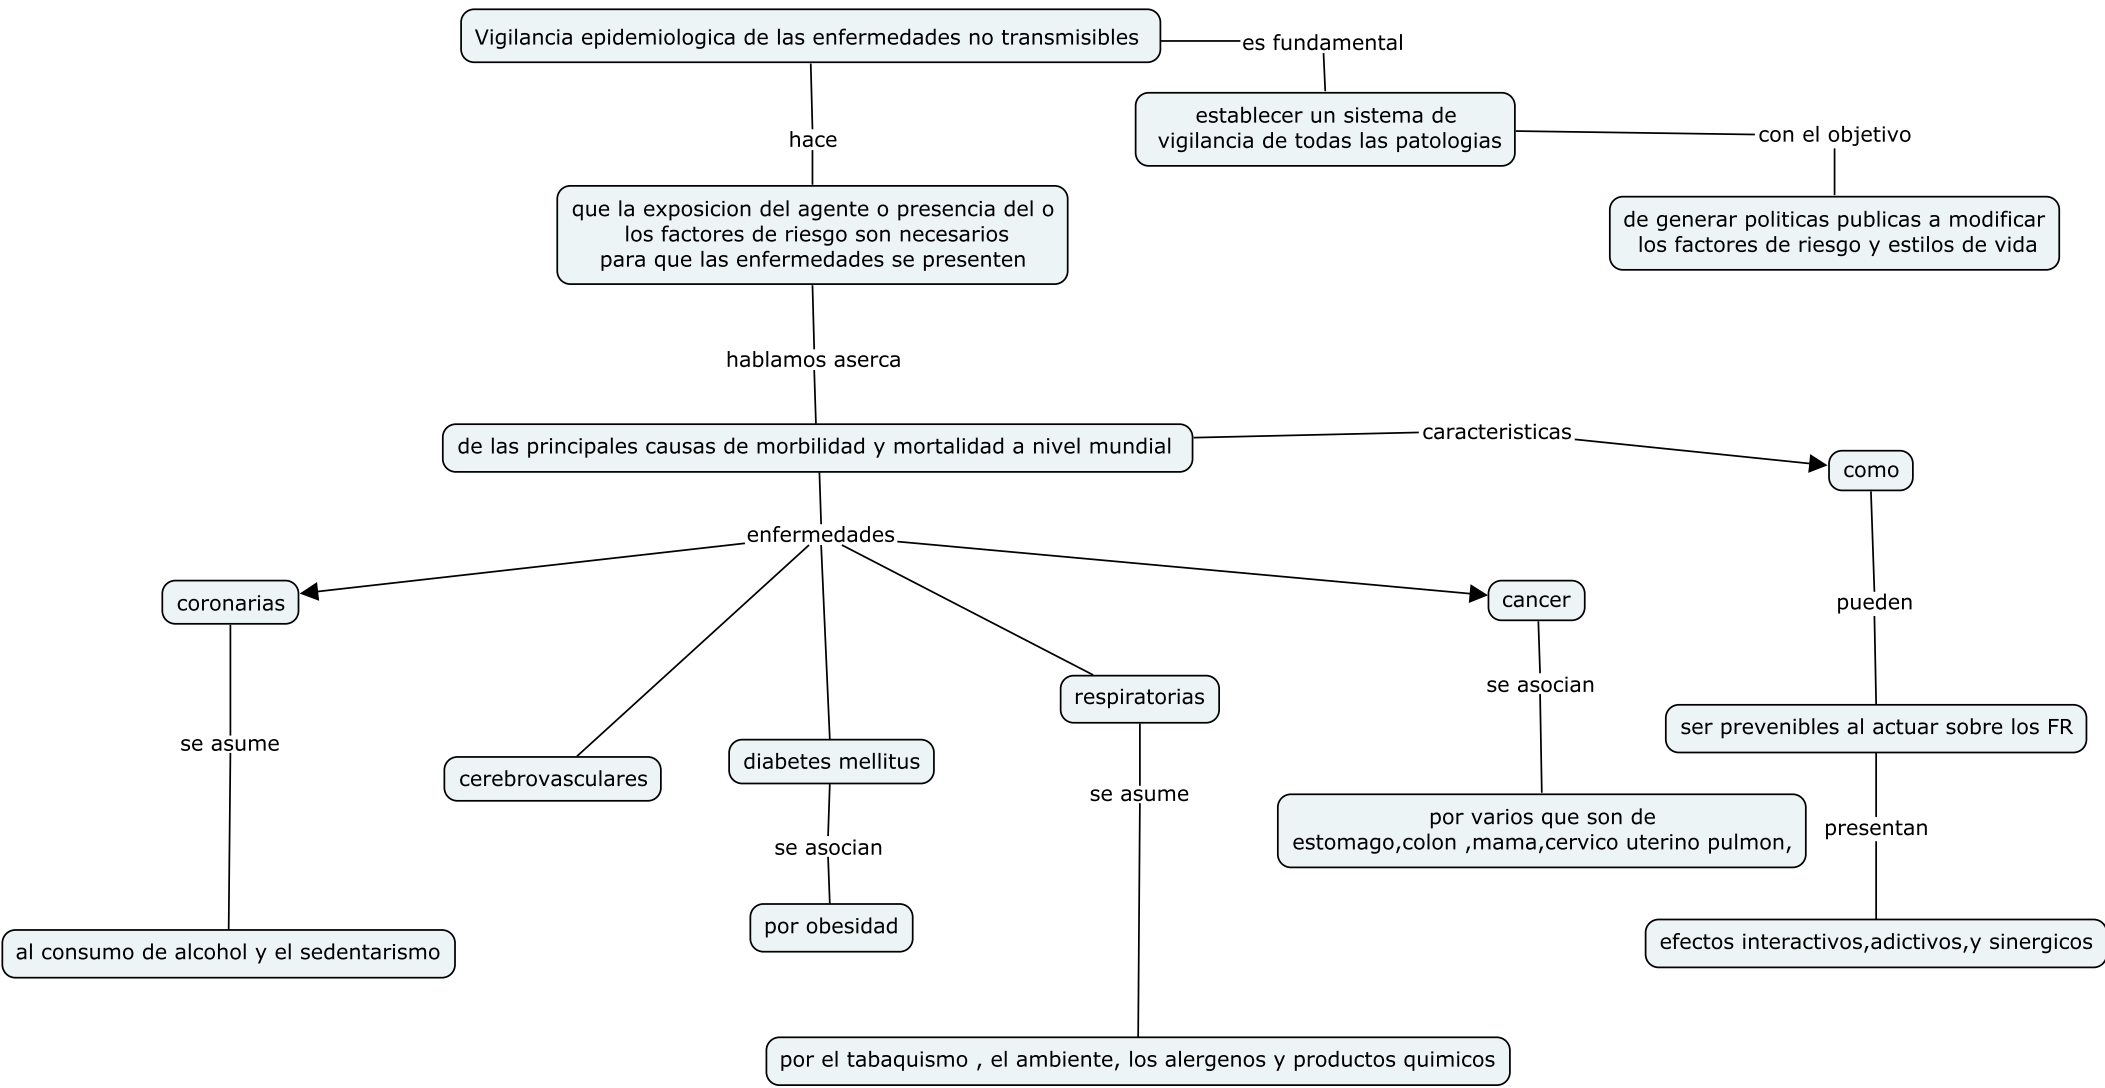 Vigilancia epidemiologica de las enfermedades no transmisibles
es fundamental
establecer un sistema de
vigilancia de todas las patologias
con el objetivo
de generar politicas publicas a modificar
los factores de riesgo y estilos de vida
hace
que la exposicion del agente o presencia del o
los factores de riesgo son necesarios
para que las enfermedades se presenten
hablamos aserca
de las principales causas de morbilidad y mortalidad a nivel mundial
caracteristicas
como
pueden
ser prevenibles al actuar sobre los FR
presentan
efectos interactivos,adictivos,y sinergicos
enfermedades
coronarias
se asume
al consumo de alcohol y el sedentarismo
cerebrovasculares
diabetes mellitus
se asocian
por obesidad
respiratorias
se asume
por el tabaquismo , el ambiente, los alergenos y productos quimicos
cancer
se asocian
por varios que son de
estomago,colon ,mama,cervico uterino pulmon,